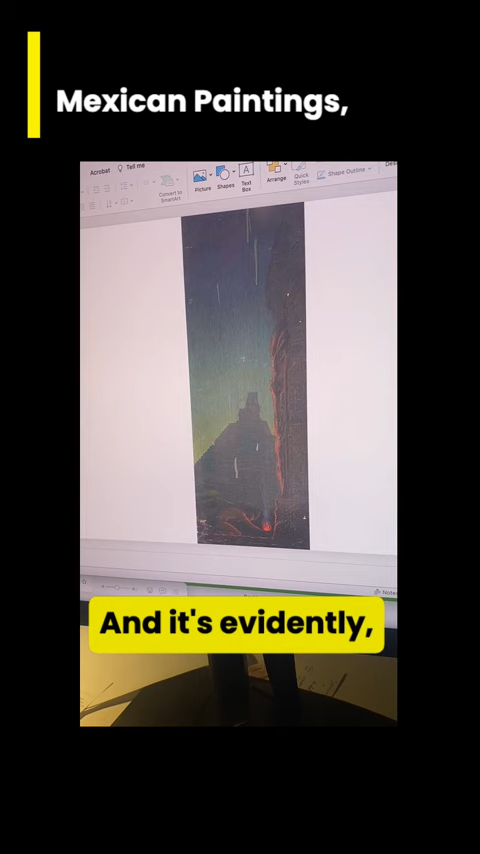 Mexican Paintings,
Acrobat
Tell me
Convert to
SmartArt
Picture
Shapes
Text
Box
Arrange
Quick
Styles
Shape Outline
Notes
And it's evidently,